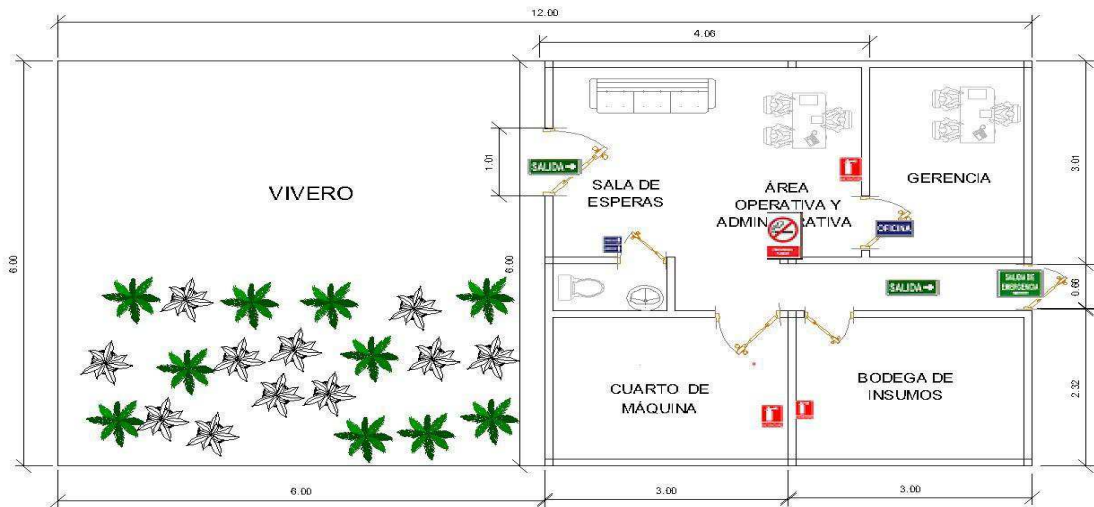 12.00
4.06
1.01
SALIDA
VIVERO
SALA DE
ESPERAS
ÁREA
OPERATIVA Y
ADMINISTRATIVA
GERENCIA
OFICINA
3.01
6.00
6.00
SALIDA
SALIDA DE
EMERGENCIA
0.66
CUARTO DE
MÁQUINA
BODEGA DE
INSUMOS
2.32
6.00
3.00
3.00